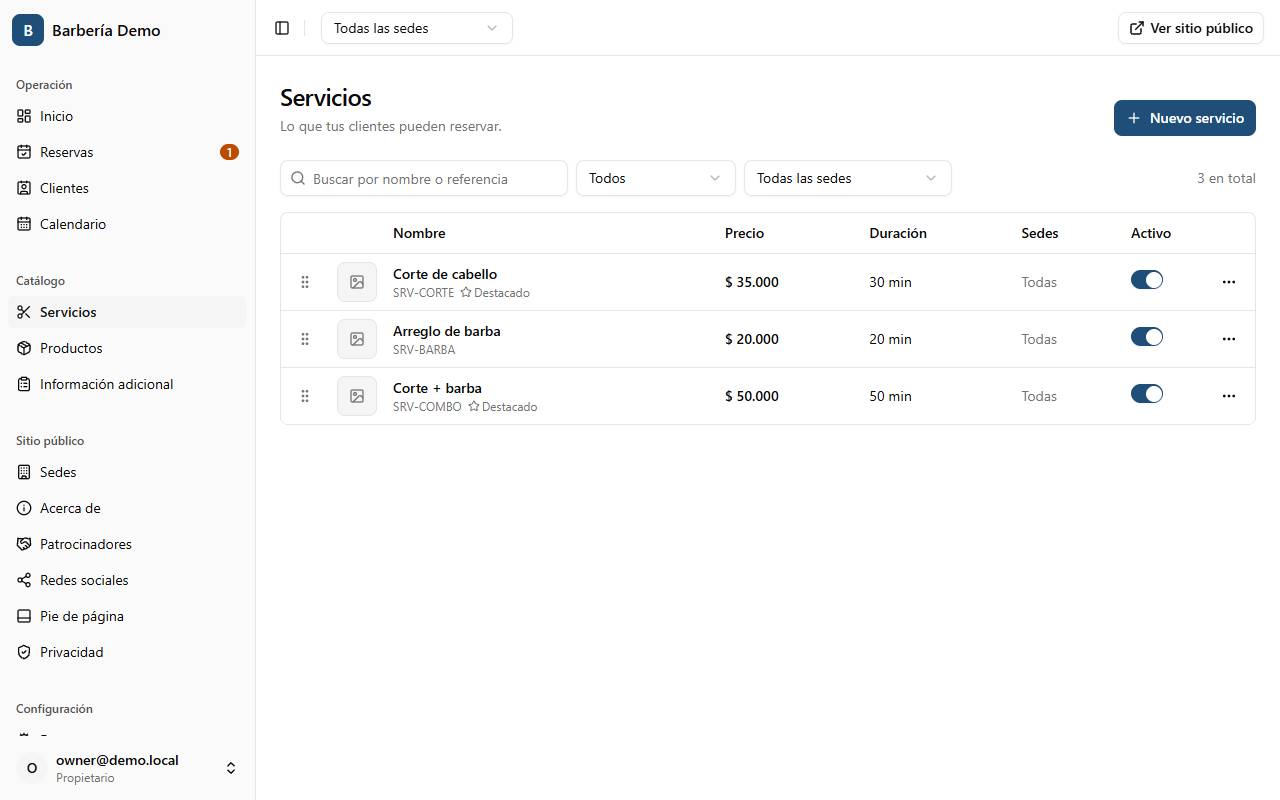 B Barbería Demo
Todas las sedes
Ver sitio público
Operación
Inicio
Reservas 1
Clientes
Calendario
Catálogo
Servicios
Productos
Información adicional
Sitio público
Sedes
Acerca de
Patrocinadores
Redes sociales
Pie de página
Privacidad
Configuración
O owner@demo.local
Propietario
Servicios
Lo que tus clientes pueden reservar.
+ Nuevo servicio
Buscar por nombre o referencia
Todos
Todas las sedes
3 en total
Nombre Precio Duración Sedes Activo
Corte de cabello $ 35.000 30 min Todas
SRV-CORTE Destacado
Arreglo de barba $ 20.000 20 min Todas
SRV-BARBA
Corte + barba $ 50.000 50 min Todas
SRV-COMBO Destacado